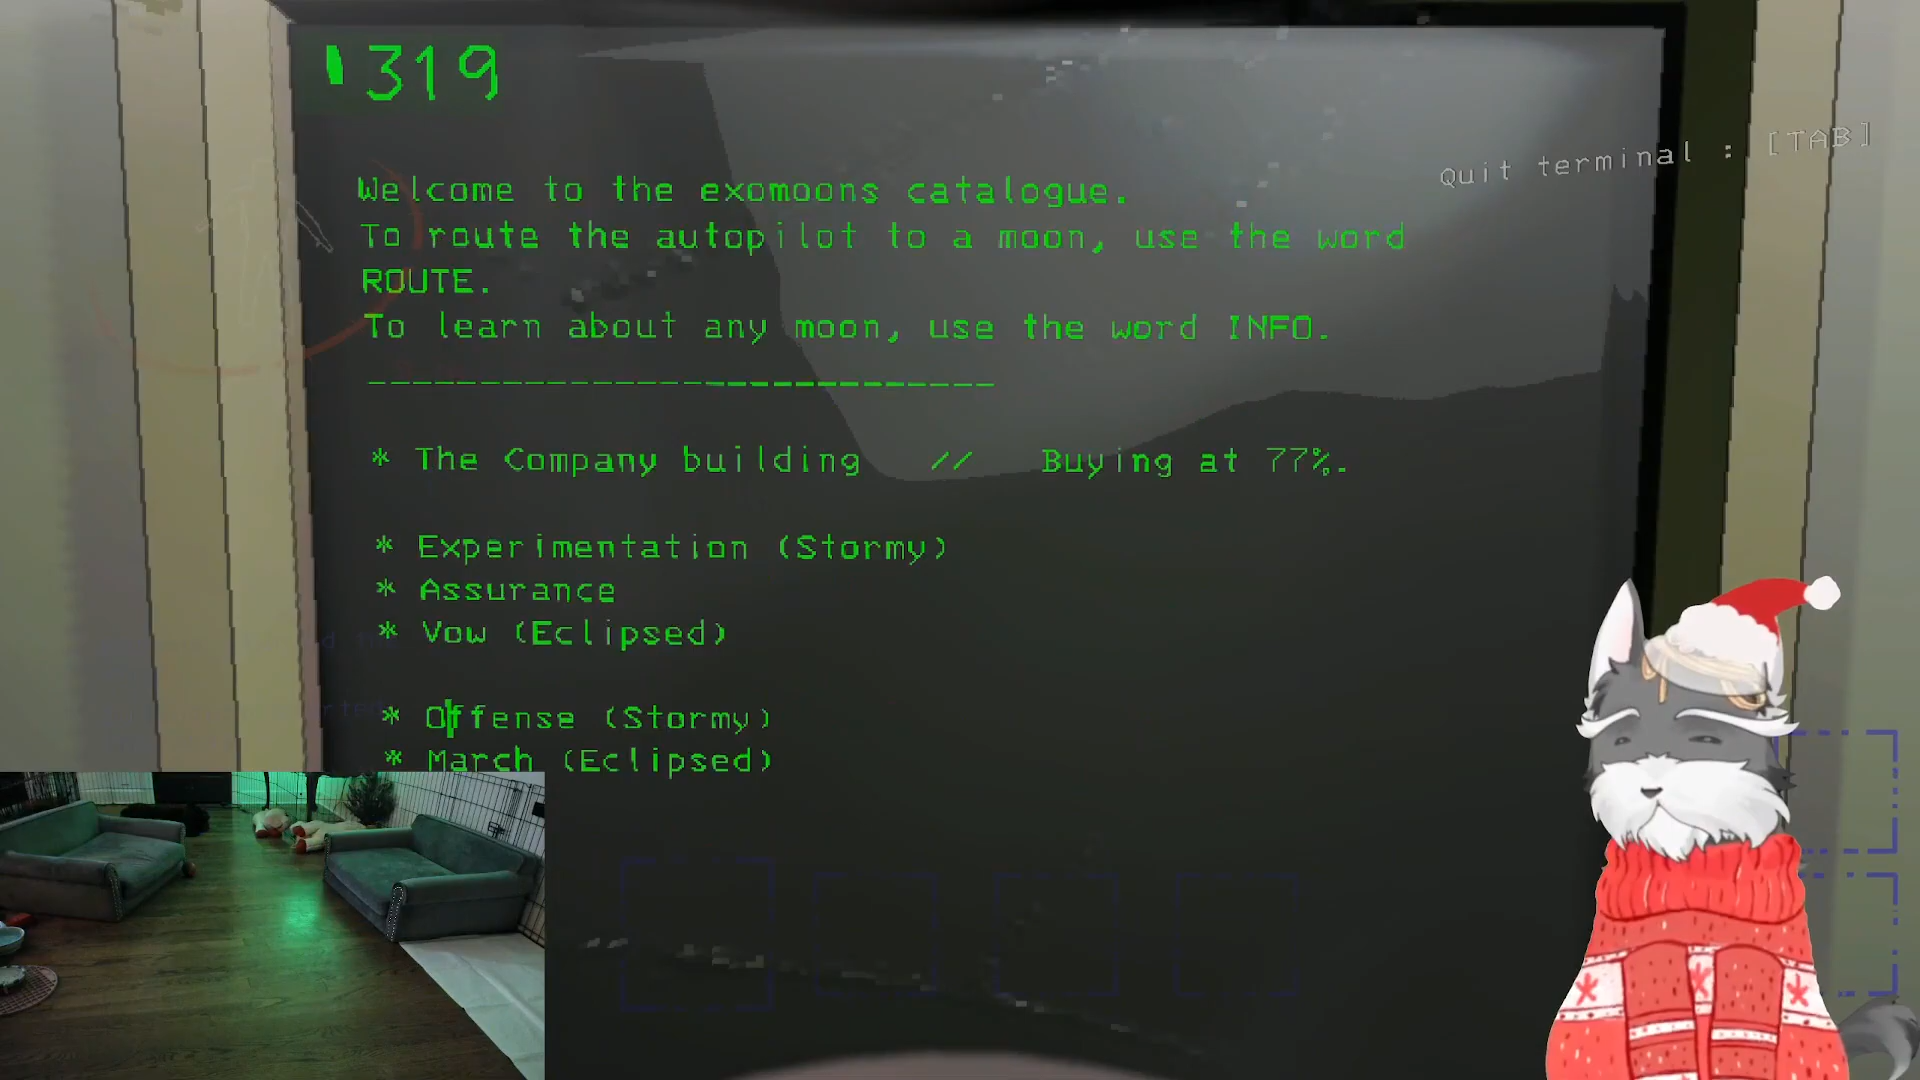 319
Quit terminal : [TAB]
Welcome to the exomoons catalogue.
To route the autopilot to a moon, use the word
ROUTE.
To learn about any moon, use the word INFO.
----------------------------
* The Company building // Buying at 77%.
* Experimentation (Stormy)
* Assurance
* Vow (Eclipsed)
* Offense (Stormy)
* March (Eclipsed)